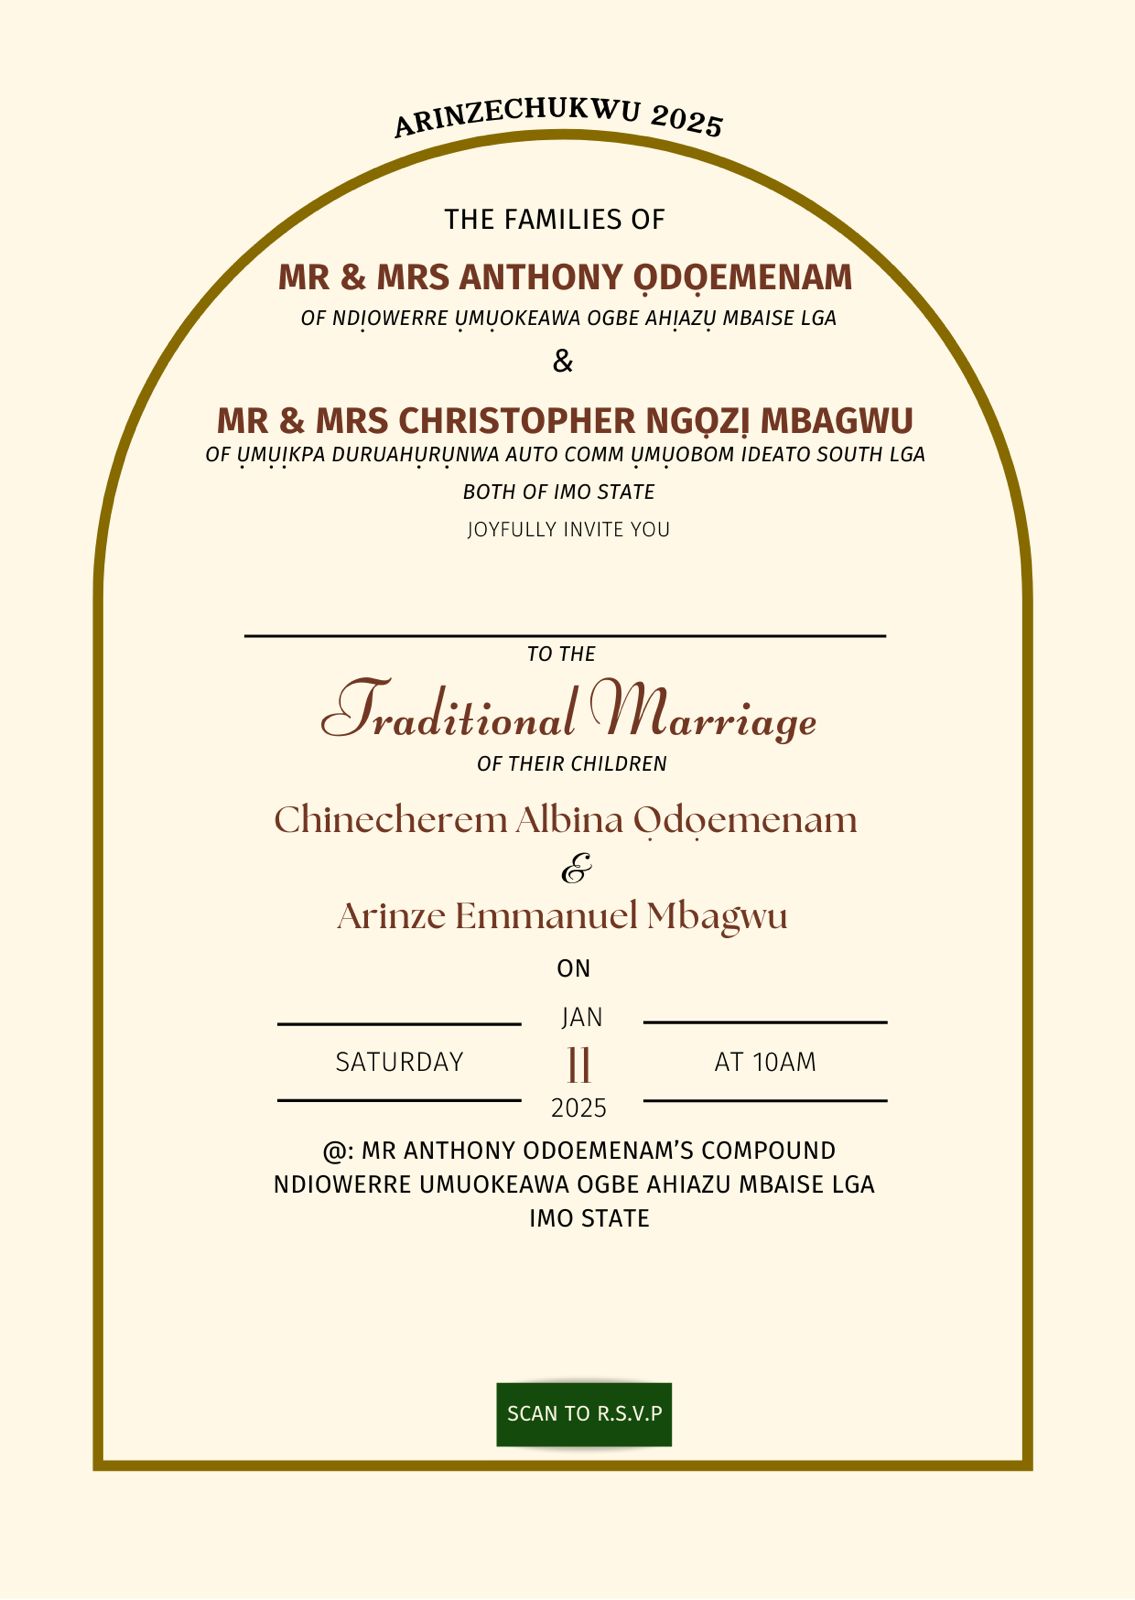 ARINZECHUKWU 2025
THE FAMILIES OF
MR & MRS ANTHONY ỌDỌEMENAM
OF NDỊOWERRE ỤMỤOKEAWA OGBE AHỊAZỤ MBAISE LGA
&
MR & MRS CHRISTOPHER NGỌZỊ MBAGWU
OF ỤMỤỊKPA DURUAHỤRỤNWA AUTO COMM ỤMỤOBOM IDEATO SOUTH LGA
BOTH OF IMO STATE
JOYFULLY INVITE YOU
TO THE
Traditional Marriage
OF THEIR CHILDREN
Chinecherem Albina Ọdọemenam
&
Arinze Emmanuel Mbagwu
ON
JAN
SATURDAY 11 AT 10AM
2025
@: MR ANTHONY ODOEMENAM’S COMPOUND
NDIOWERRE UMUOKEAWA OGBE AHIAZU MBAISE LGA
IMO STATE
SCAN TO R.S.V.P